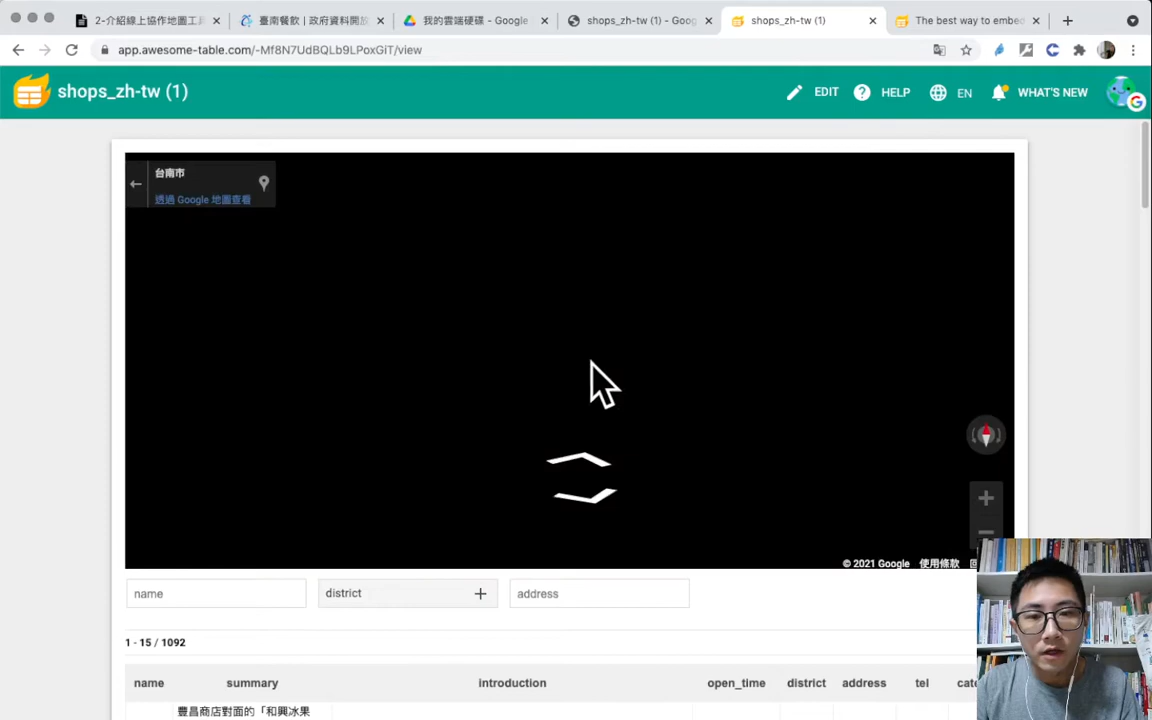 2-介紹線上協作地圖工具
臺南餐飲 | 政府資料開放
我的雲端硬碟 - Google
shops_zh-tw (1) - Goog
shops_zh-tw (1)
The best way to embed
app.awesome-table.com/-Mf8N7UdBQLb9LPoxGiT/view
shops_zh-tw (1)
EDIT
HELP
EN
WHAT'S NEW
台南市
透過 Google 地圖查看
© 2021 Google
使用條款
name
district
address
1 - 15 / 1092
name
summary
introduction
open_time
district
address
tel
cate
豐昌商店對面的「和興冰果